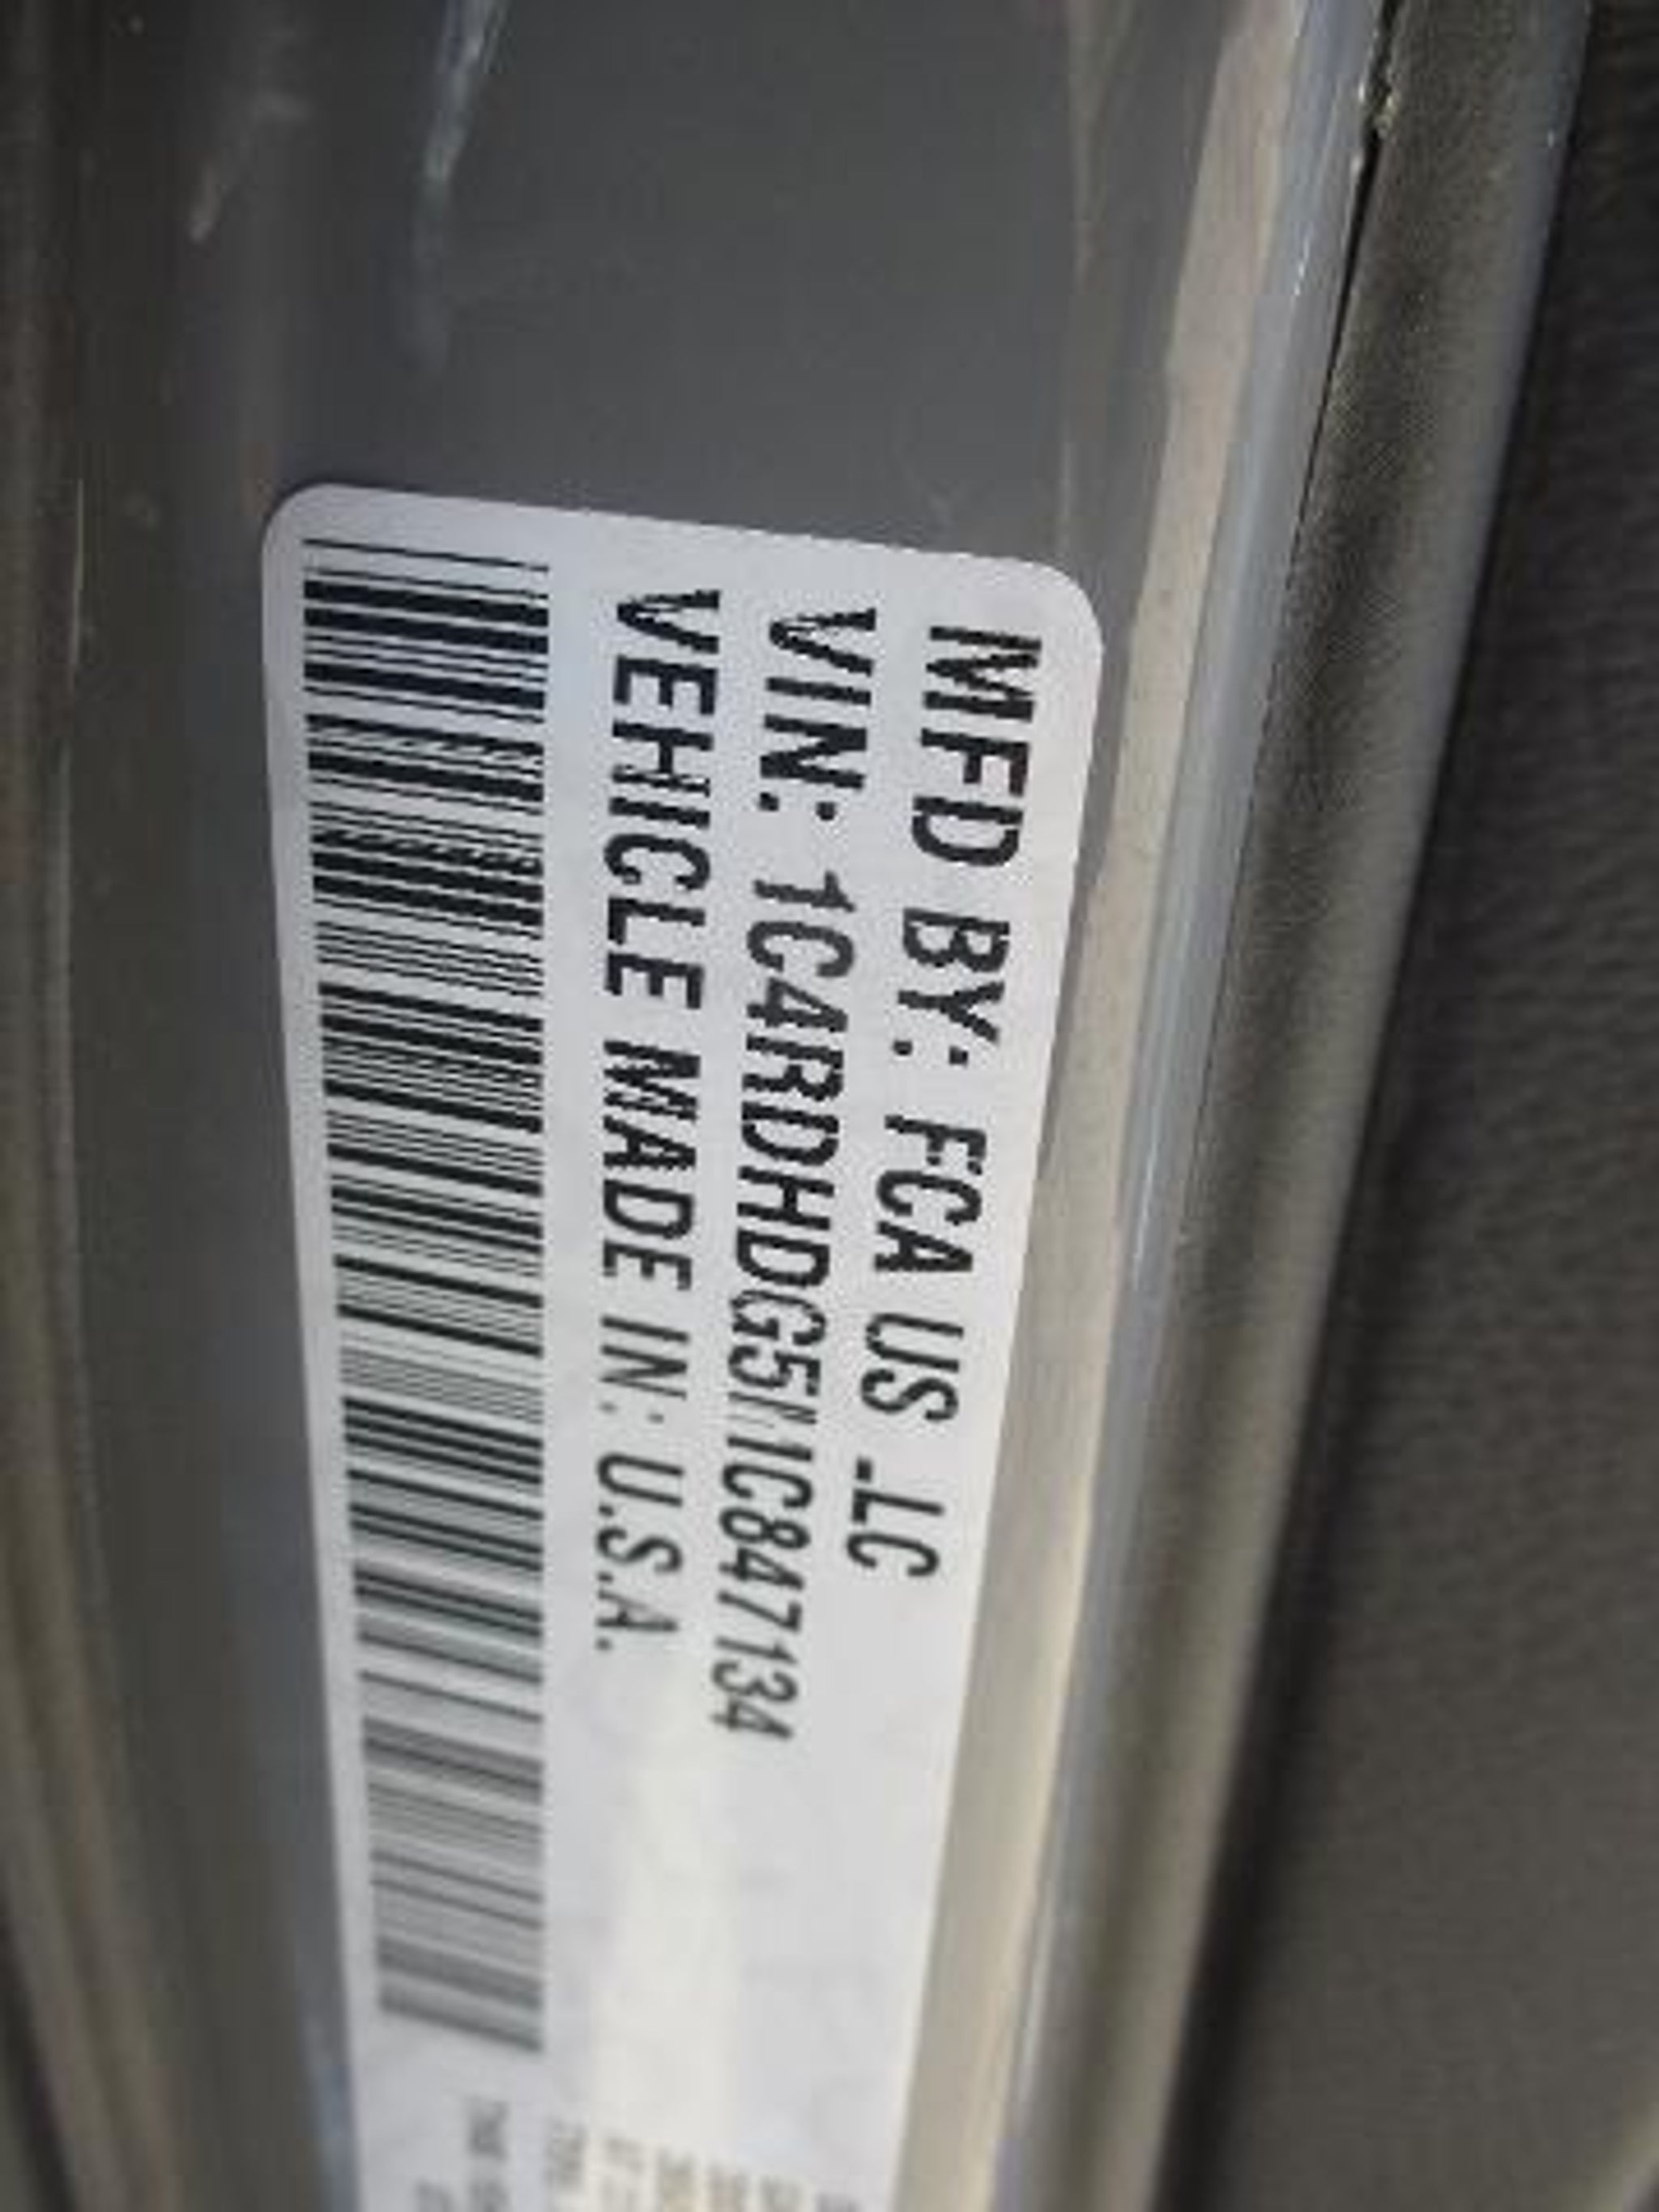 MFD BY: FCA US LLC
VIN: 1C4RDHDG5MC847134
VEHICLE MADE IN: U.S.A.